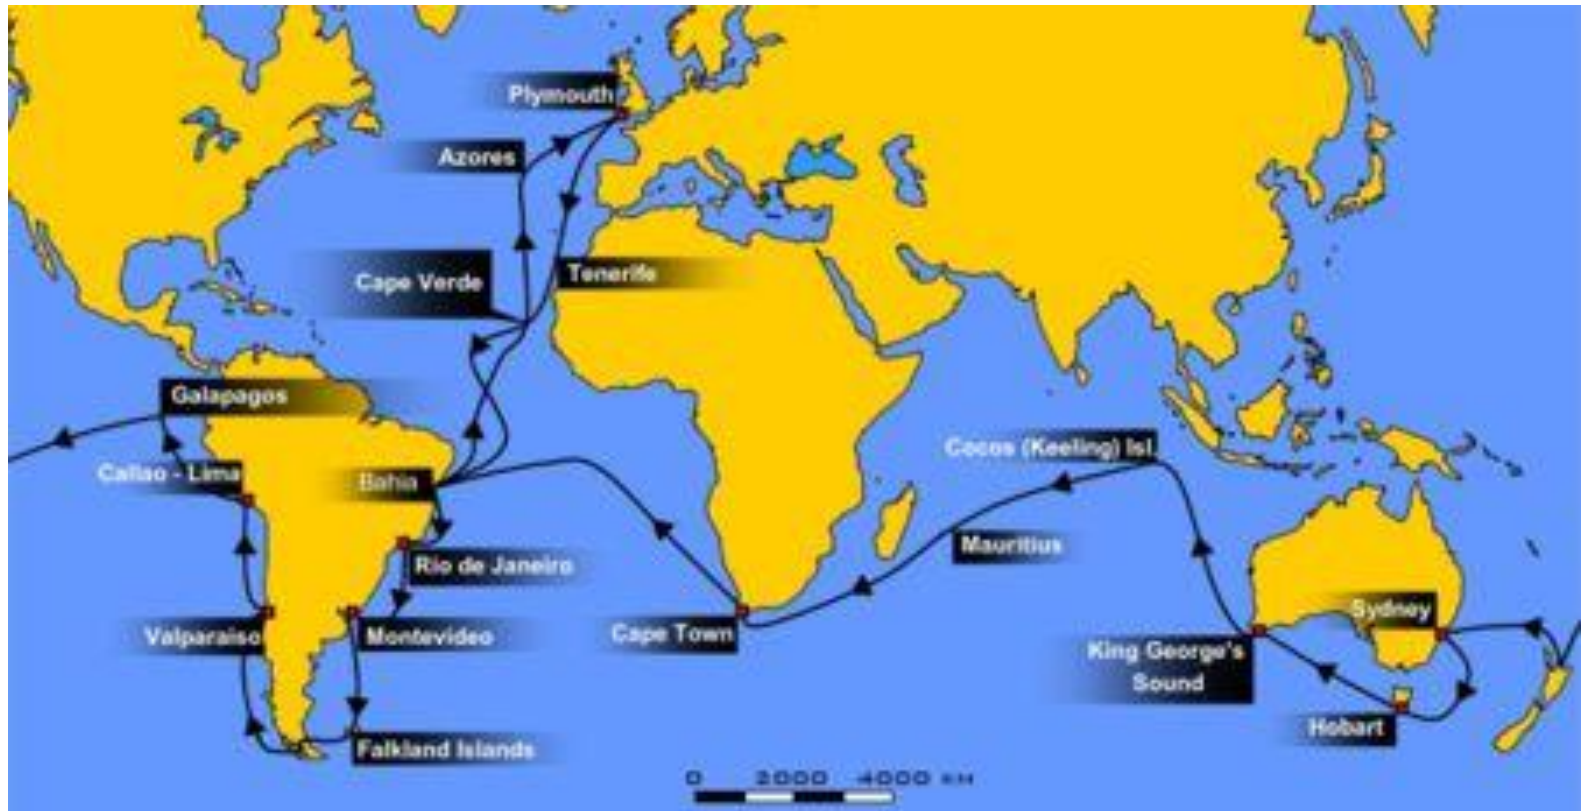 Plymouth
Azores
Cape Verde
Tenerife
Galapagos
Callao - Lima
Bahia
Cocos (Keeling) Isl.
Mauritius
Rio de Janeiro
Sydney
Valparaiso
Montevideo
Cape Town
King George's
Sound
Hobart
Falkland Islands
0 2000 4000 KM